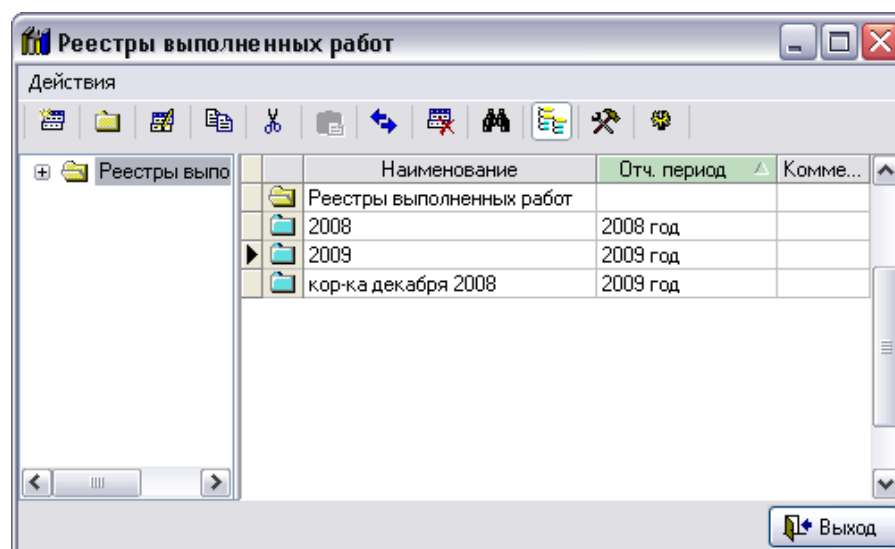 Реестры выполненных работ
Действия
Реестры выпо
Наименование Отч. период Комме...
Реестры выполненных работ
2008 2008 год
2009 2009 год
кор-ка декабря 2008 2009 год
Выход